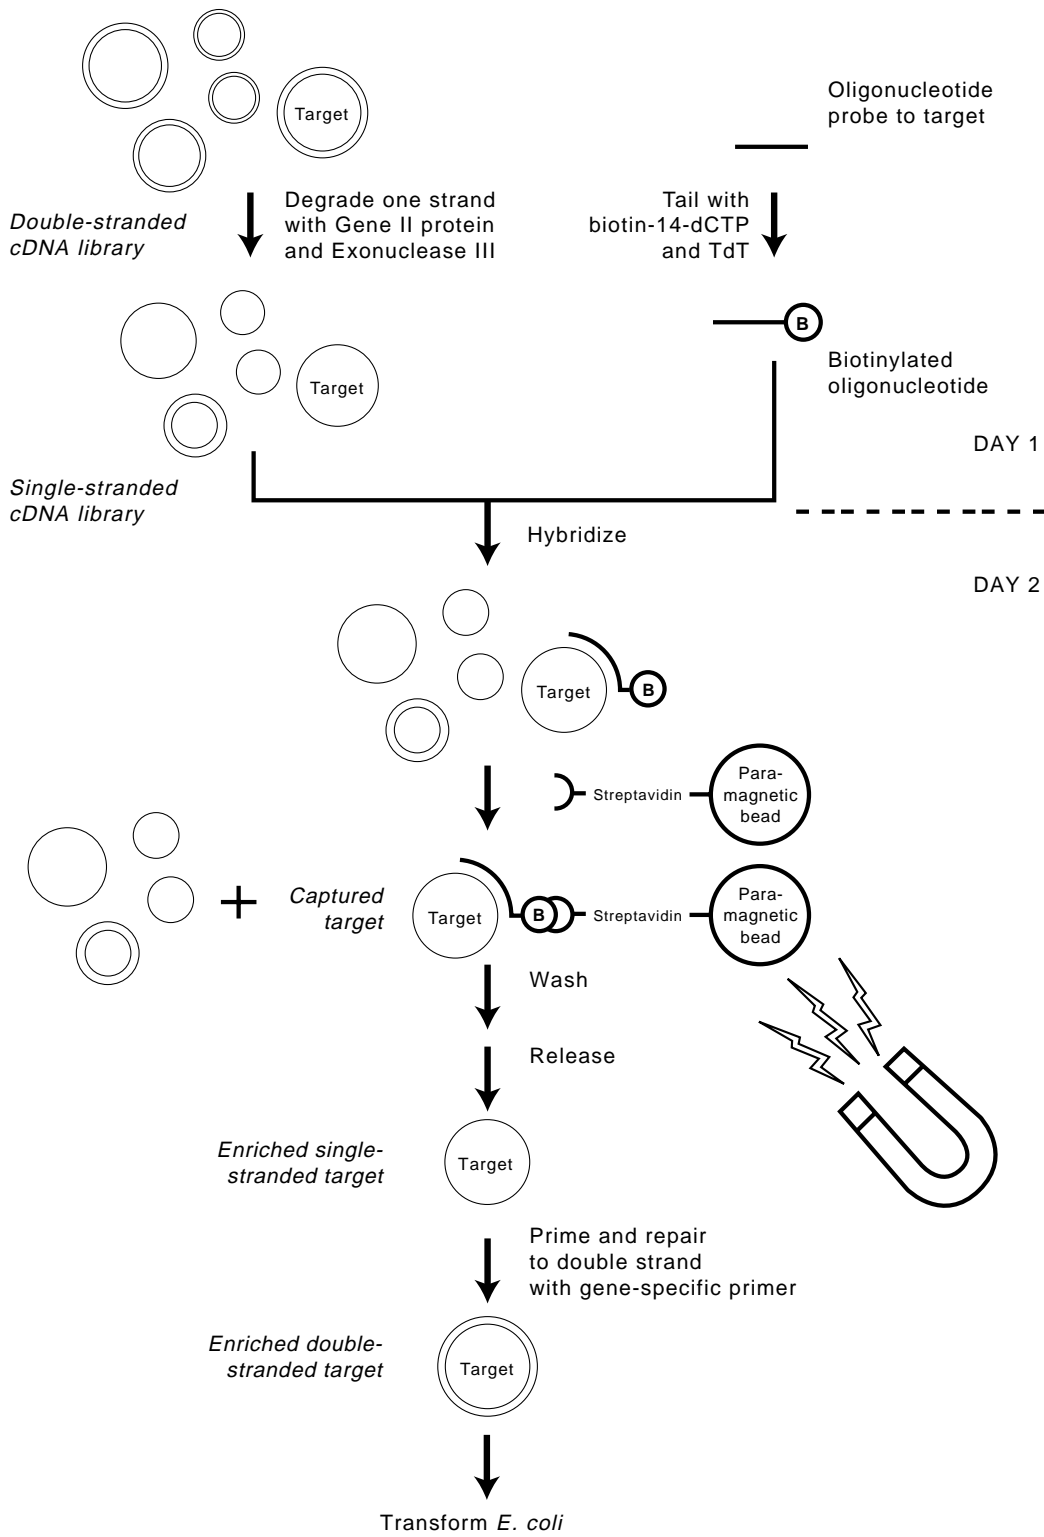 Target
Oligonucleotide
probe to target
Double-stranded
cDNA library
Degrade one strand
with Gene II protein
and Exonuclease III
Tail with
biotin-14-dCTP
and TdT
B
Target
Biotinylated
oligonucleotide
DAY 1
Single-stranded
cDNA library
Hybridize
DAY 2
Target
B
Streptavidin
Para-
magnetic
bead
Captured
target
Target
B
Streptavidin
Para-
magnetic
bead
Wash
Release
Enriched single-
stranded target
Target
Prime and repair
to double strand
with gene-specific primer
Enriched double-
stranded target
Target
Transform E. coli